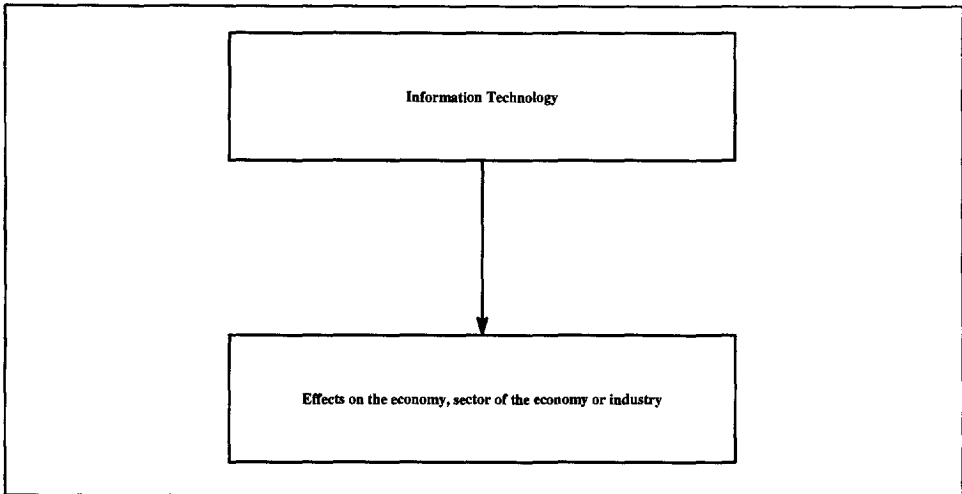 Information Technology
Effects on the economy, sector of the economy or industry